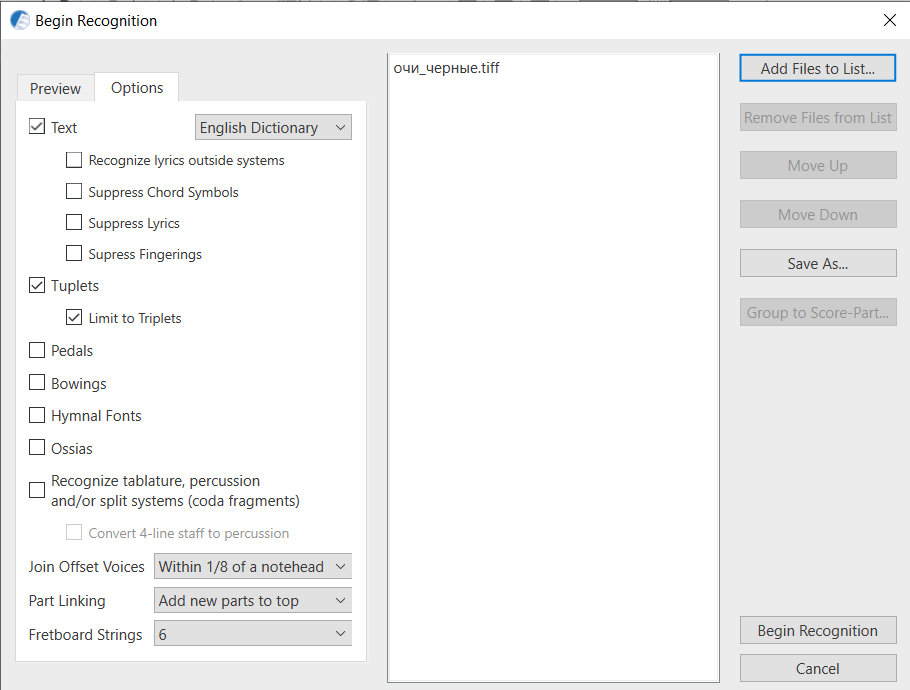 Begin Recognition
Preview
Options
Text
English Dictionary
Recognize lyrics outside systems
Suppress Chord Symbols
Suppress Lyrics
Supress Fingerings
Tuplets
Limit to Triplets
Pedals
Bowings
Hymnal Fonts
Ossias
Recognize tablature, percussion
and/or split systems (coda fragments)
Convert 4-line staff to percussion
Join Offset Voices
Within 1/8 of a notehead
Part Linking
Add new parts to top
Fretboard Strings
6
очи_черные.tiff
Add Files to List...
Remove Files from List
Move Up
Move Down
Save As...
Group to Score-Part...
Begin Recognition
Cancel